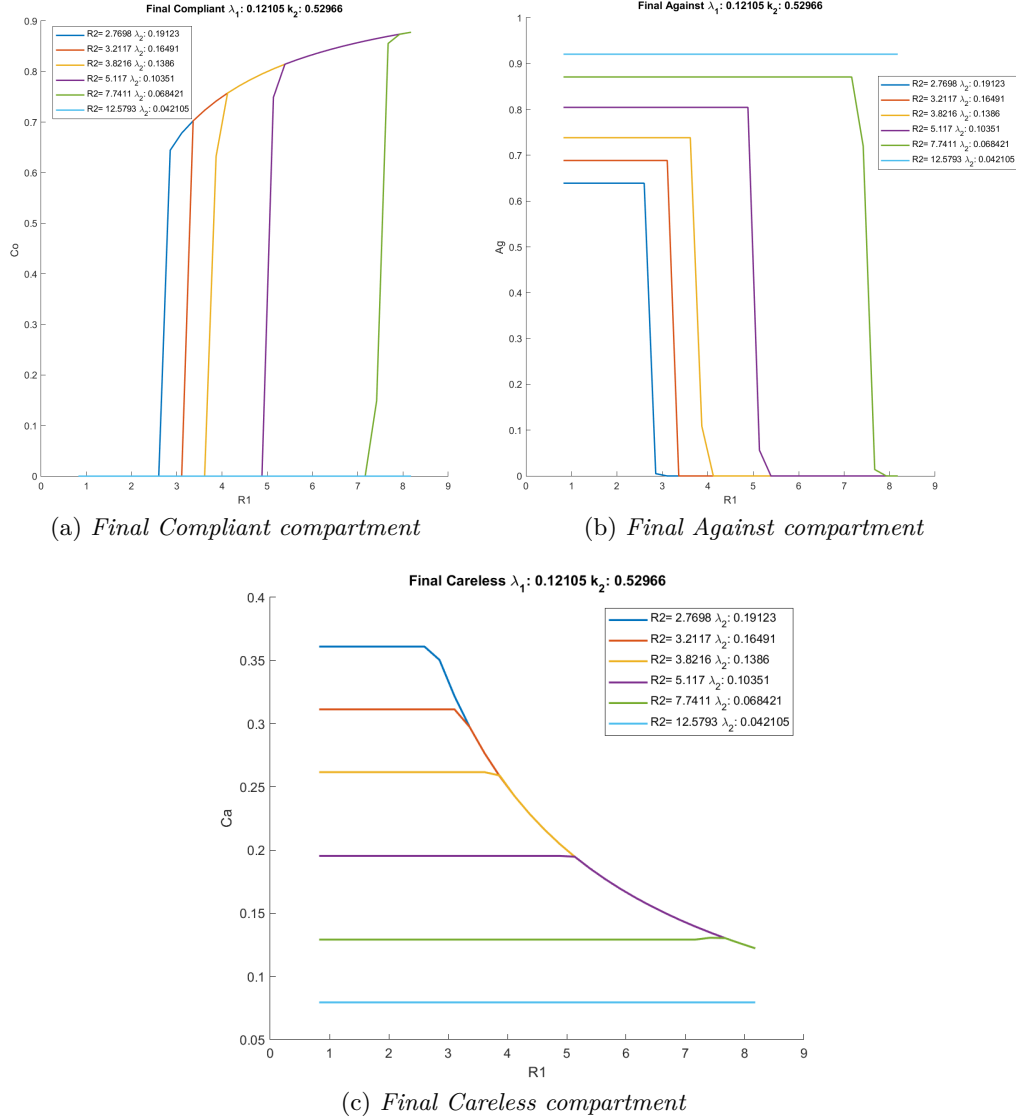 Final Compliant λ1: 0.12105 k2: 0.52966
R2= 2.7698 λ2: 0.19123
R2= 3.2117 λ2: 0.16491
R2= 3.8216 λ2: 0.1386
R2= 5.117 λ2: 0.10351
R2= 7.7411 λ2: 0.068421
R2= 12.5793 λ2: 0.042105
0.9
0.8
0.7
0.6
0.5
0.4
0.3
0.2
0.1
0
Co
0 1 2 3 4 5 6 7 8 9
R1
(a) Final Compliant compartment
Final Against λ1: 0.12105 k2: 0.52966
R2= 2.7698 λ2: 0.19123
R2= 3.2117 λ2: 0.16491
R2= 3.8216 λ2: 0.1386
R2= 5.117 λ2: 0.10351
R2= 7.7411 λ2: 0.068421
R2= 12.5793 λ2: 0.042105
1
0.9
0.8
0.7
0.6
0.5
0.4
0.3
0.2
0.1
0
Ag
0 1 2 3 4 5 6 7 8 9
R1
(b) Final Against compartment
Final Careless λ1: 0.12105 k2: 0.52966
R2= 2.7698 λ2: 0.19123
R2= 3.2117 λ2: 0.16491
R2= 3.8216 λ2: 0.1386
R2= 5.117 λ2: 0.10351
R2= 7.7411 λ2: 0.068421
R2= 12.5793 λ2: 0.042105
0.4
0.35
0.3
0.25
0.2
0.15
0.1
0.05
Ca
0 1 2 3 4 5 6 7 8 9
R1
(c) Final Careless compartment